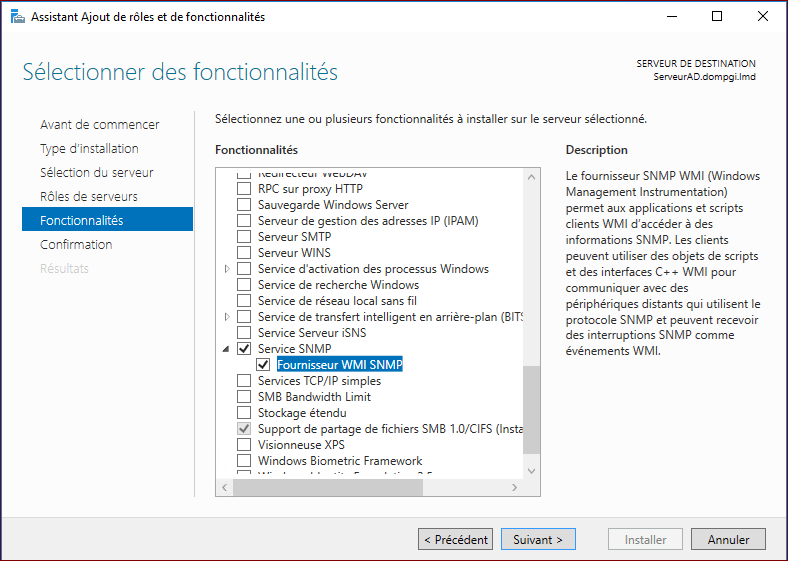 Assistant Ajout de rôles et de fonctionnalités
Sélectionner des fonctionnalités
SERVEUR DE DESTINATION
ServeurAD.dompgi.lmd
Avant de commencer
Type d'installation
Sélection du serveur
Rôles de serveurs
Fonctionnalités
Confirmation
Résultats
Sélectionnez une ou plusieurs fonctionnalités à installer sur le serveur sélectionné.
Fonctionnalités
Redirecteur WebDAV
RPC sur proxy HTTP
Sauvegarde Windows Server
Serveur de gestion des adresses IP (IPAM)
Serveur SMTP
Serveur WINS
Service d'activation des processus Windows
Service de recherche Windows
Service de réseau local sans fil
Service de transfert intelligent en arrière-plan (BITS
Service Serveur iSNS
Service SNMP
Fournisseur WMI SNMP
Services TCP/IP simples
SMB Bandwidth Limit
Stockage étendu
Support de partage de fichiers SMB 1.0/CIFS (Insta
Visionneuse XPS
Windows Biometric Framework
Description
Le fournisseur SNMP WMI (Windows
Management Instrumentation)
permet aux applications et scripts
clients WMI d'accéder à des
informations SNMP. Les clients
peuvent utiliser des objets de scripts
et des interfaces C++ WMI pour
communiquer avec des
périphériques distants qui utilisent le
protocole SNMP et peuvent recevoir
des interruptions SNMP comme
événements WMI.
< Précédent
Suivant >
Installer
Annuler